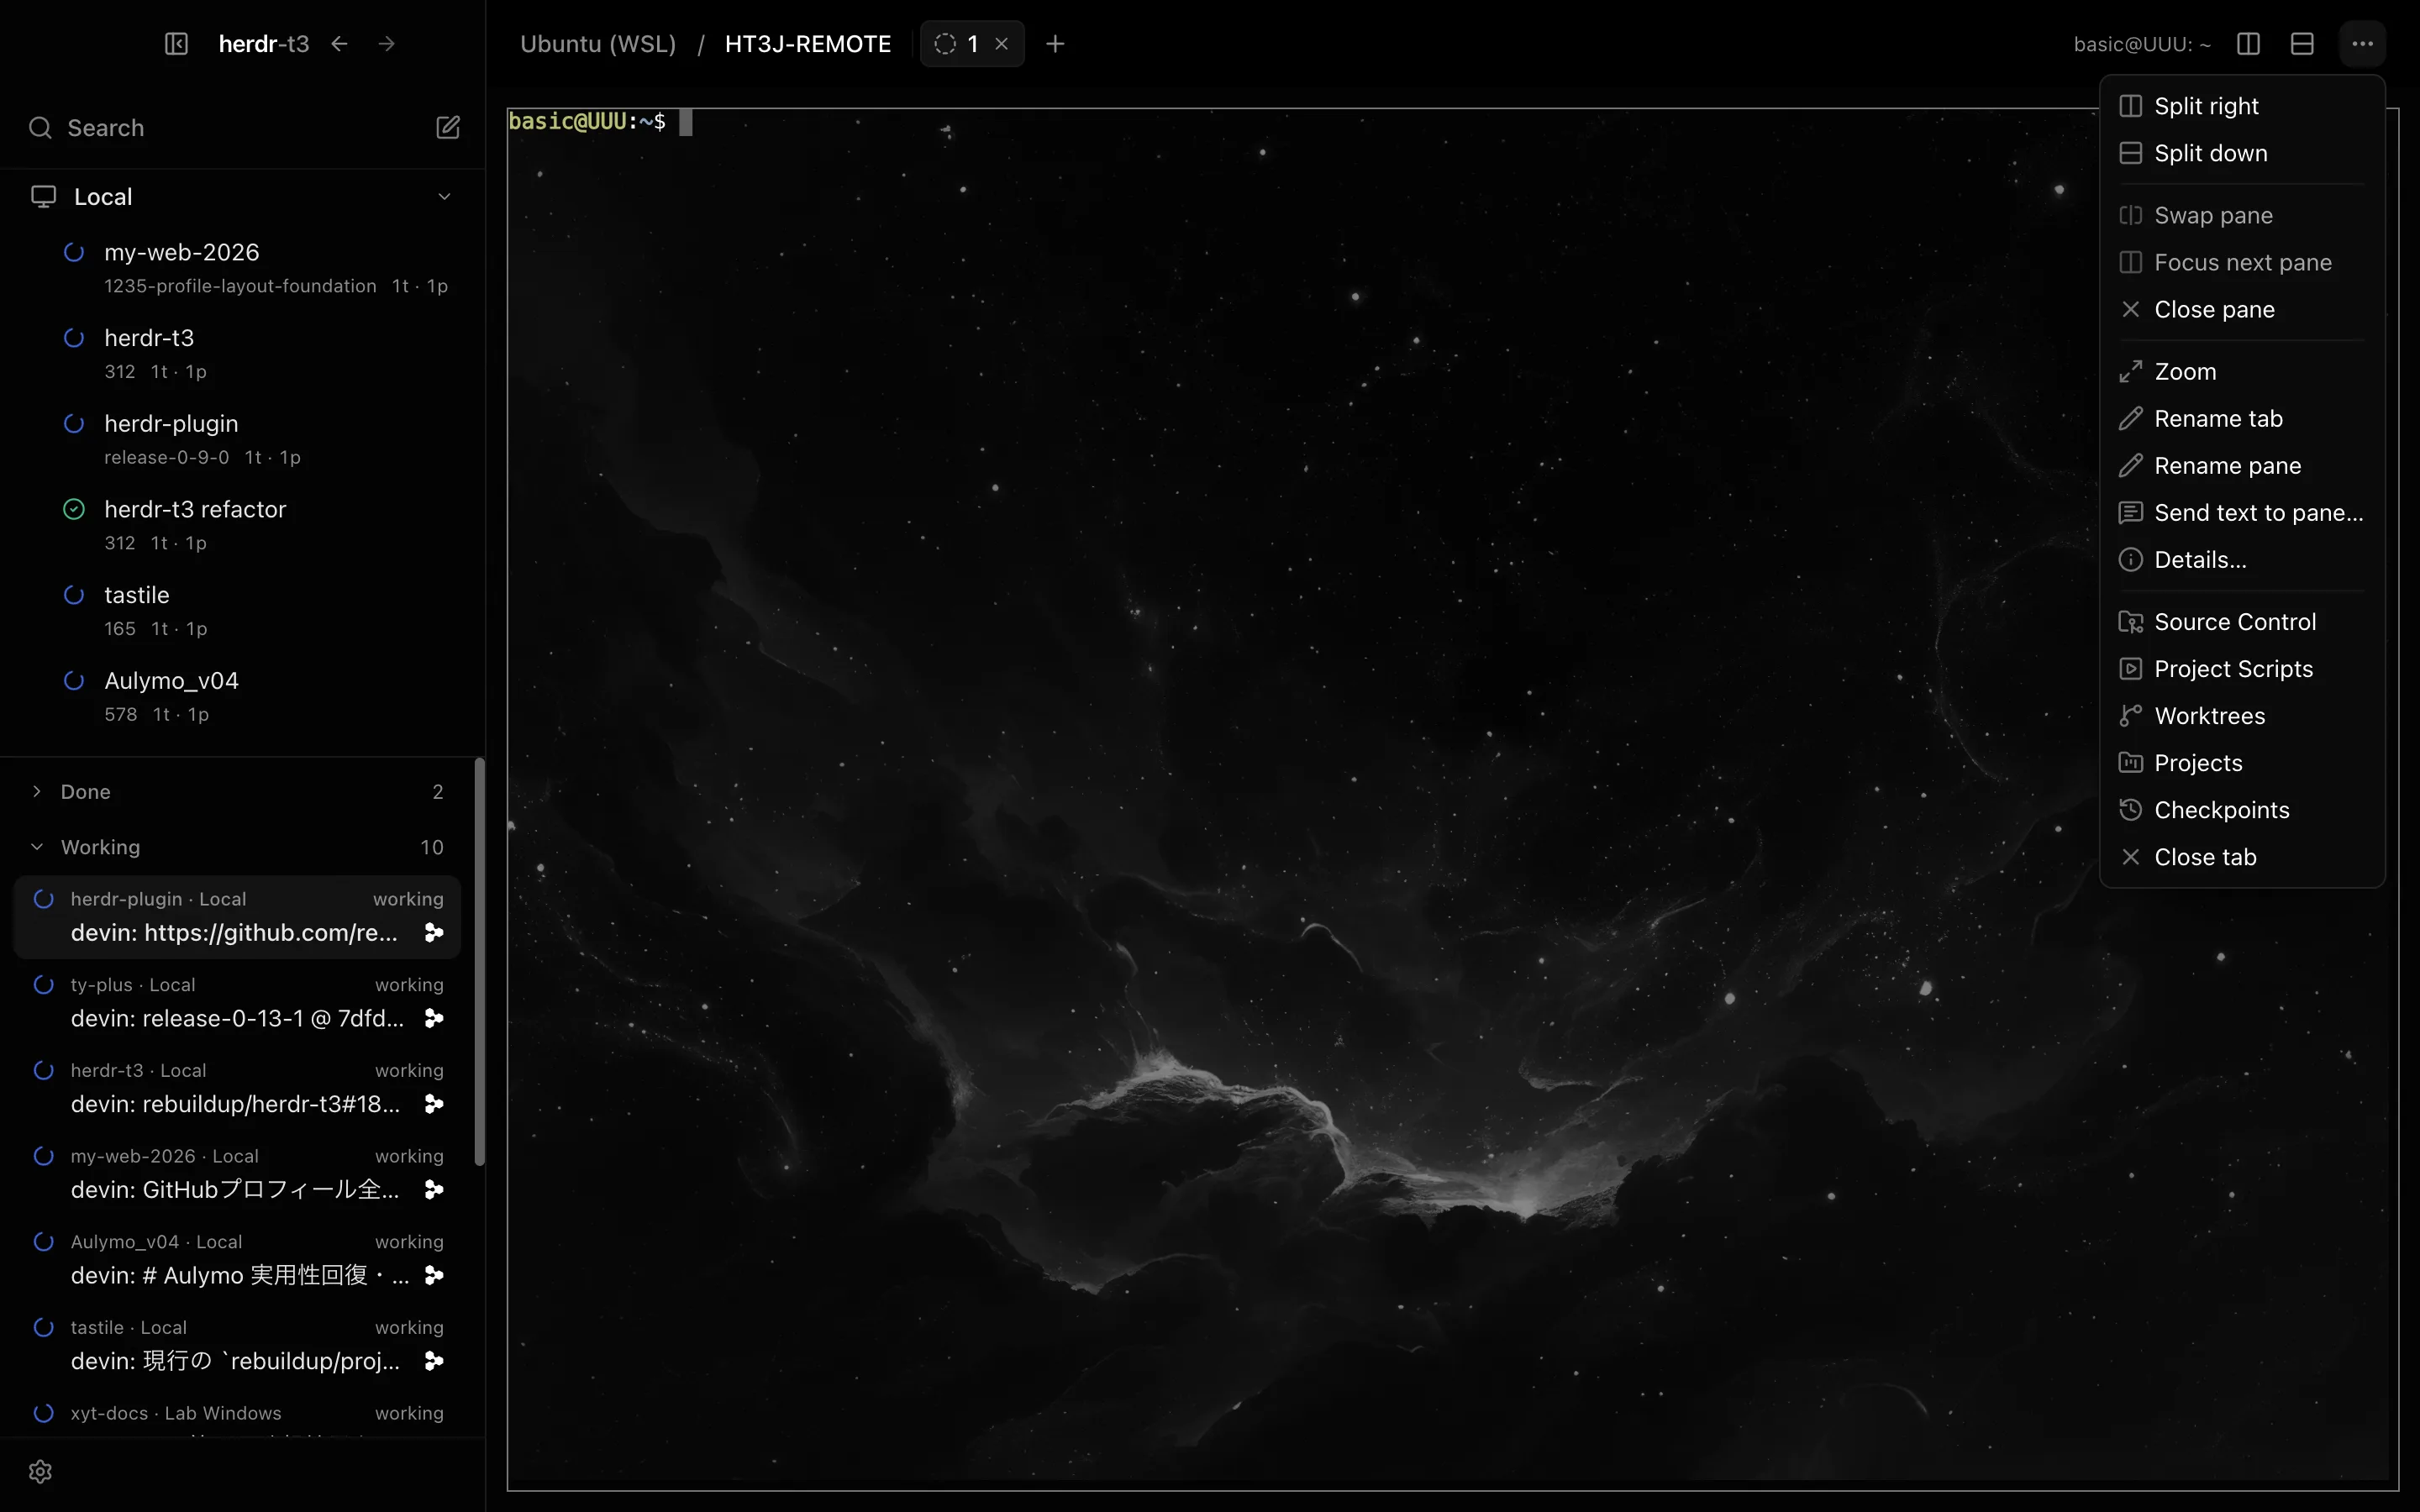 herdr-t3
Search
Local
my-web-2026
1235-profile-layout-foundation 1t · 1p
herdr-t3
312 1t · 1p
herdr-plugin
release-0-9-0 1t · 1p
herdr-t3 refactor
312 1t · 1p
tastile
165 1t · 1p
Aulymo_v04
578 1t · 1p
Done 2
Working 10
herdr-plugin · Local working
devin: https://github.com/re...
ty-plus · Local working
devin: release-0-13-1 @ 7dfd...
herdr-t3 · Local working
devin: rebuildup/herdr-t3#18...
my-web-2026 · Local working
devin: GitHubプロフィール全...
Aulymo_v04 · Local working
devin: # Aulymo 実用性回復・...
tastile · Local working
devin: 現行の `rebuildup/proj...
xyt-docs · Lab Windows working
Ubuntu (WSL) / HT3J-REMOTE 1
basic@UUU: ~
basic@UUU:~$
Split right
Split down
Swap pane
Focus next pane
Close pane
Zoom
Rename tab
Rename pane
Send text to pane...
Details...
Source Control
Project Scripts
Worktrees
Projects
Checkpoints
Close tab